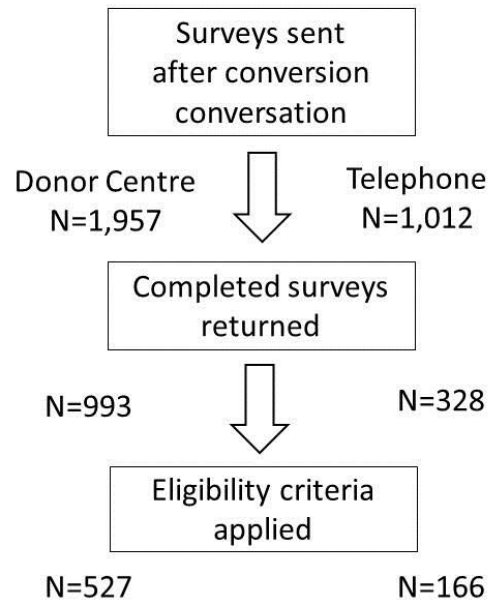 Surveys sent
after conversion
conversation
Donor Centre
N=1,957
Telephone
N=1,012
Completed surveys
returned
N=993
N=328
Eligibility criteria
applied
N=527
N=166